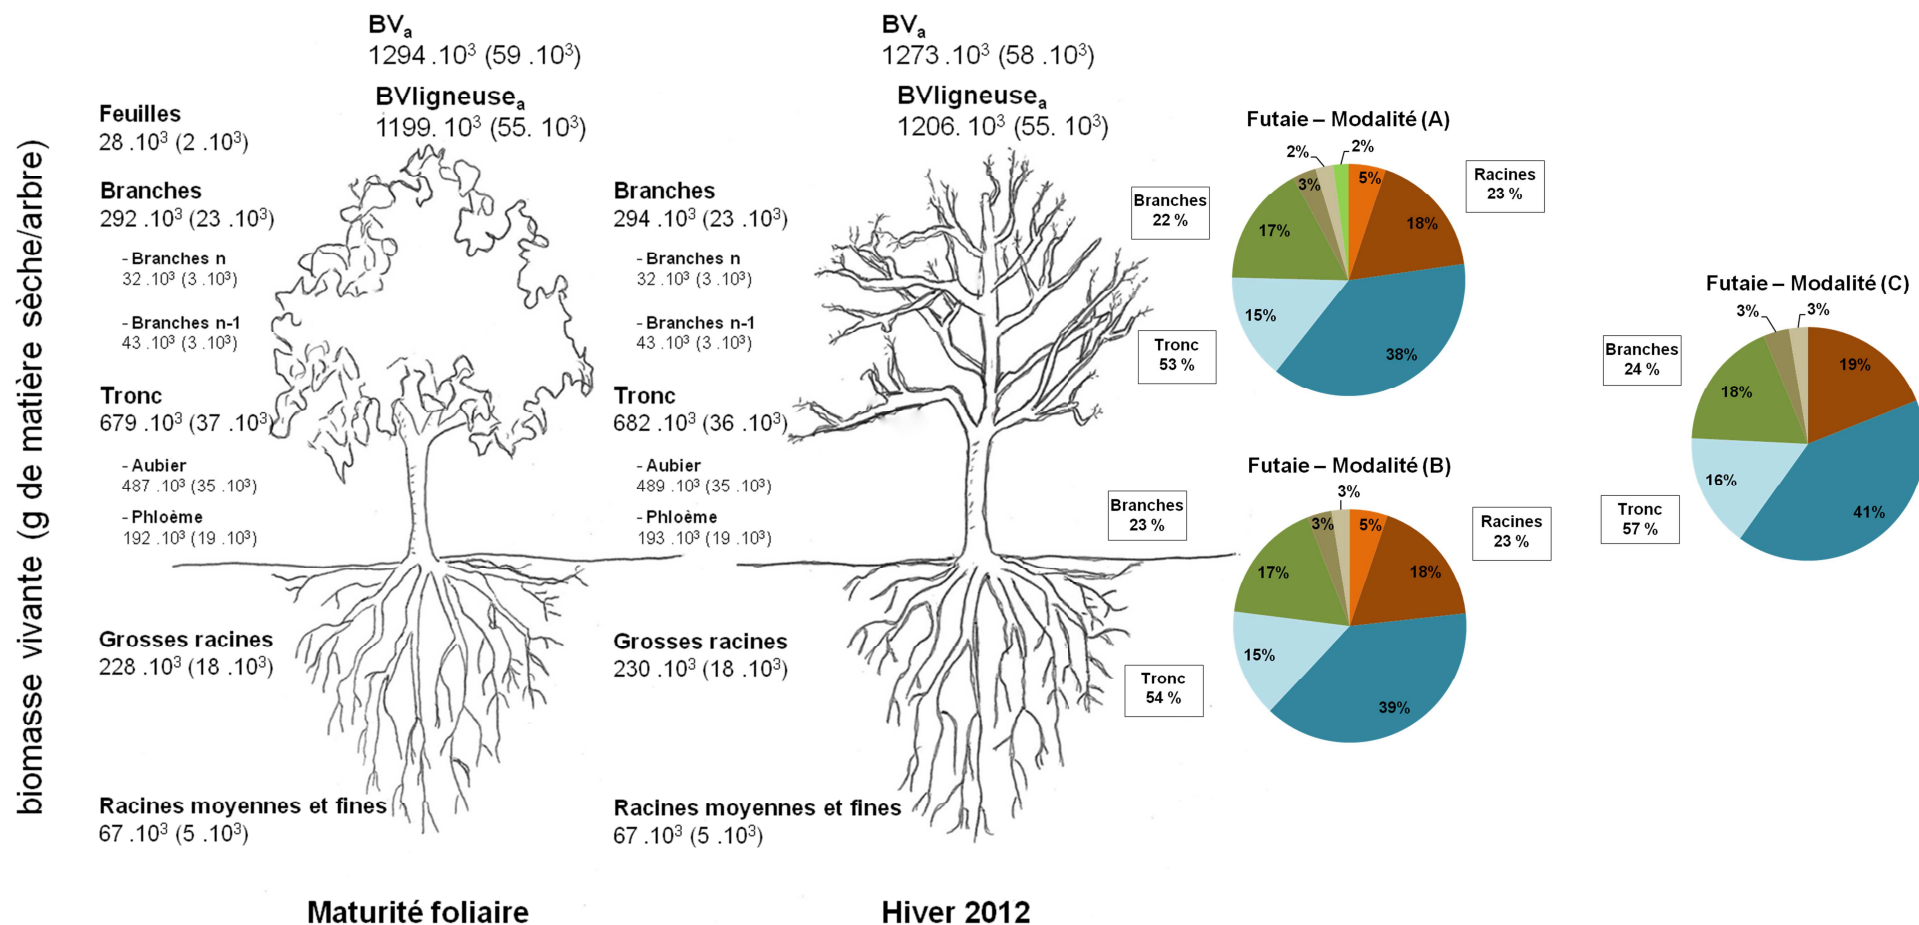 biomasse vivante (g de matière sèche/arbre)
BVa
1294 .10³ (59 .10³)
BVligneusea
1199. 10³ (55. 10³)
Feuilles
28 .10³ (2 .10³)
Branches
292 .10³ (23 .10³)
- Branches n
32 .10³ (3 .10³)
- Branches n-1
43 .10³ (3 .10³)
Tronc
679 .10³ (37 .10³)
- Aubier
487 .10³ (35 .10³)
- Phloème
192 .10³ (19 .10³)
Grosses racines
228 .10³ (18 .10³)
Racines moyennes et fines
67 .10³ (5 .10³)
Maturité foliaire
BVa
1273 .10³ (58 .10³)
BVligneusea
1206. 10³ (55. 10³)
Branches
294 .10³ (23 .10³)
- Branches n
32 .10³ (3 .10³)
- Branches n-1
43 .10³ (3 .10³)
Tronc
682 .10³ (36 .10³)
- Aubier
489 .10³ (35 .10³)
- Phloème
193 .10³ (19 .10³)
Grosses racines
230 .10³ (18 .10³)
Racines moyennes et fines
67 .10³ (5 .10³)
Hiver 2012
Futaie – Modalité (A)
2%
2%
3%
5%
18%
17%
15%
38%
Racines
23 %
Branches
22 %
Tronc
53 %
Futaie – Modalité (B)
3%
3%
5%
17%
18%
15%
39%
Branches
23 %
Racines
23 %
Tronc
54 %
Futaie – Modalité (C)
3%
3%
19%
18%
16%
41%
Branches
24 %
Tronc
57 %